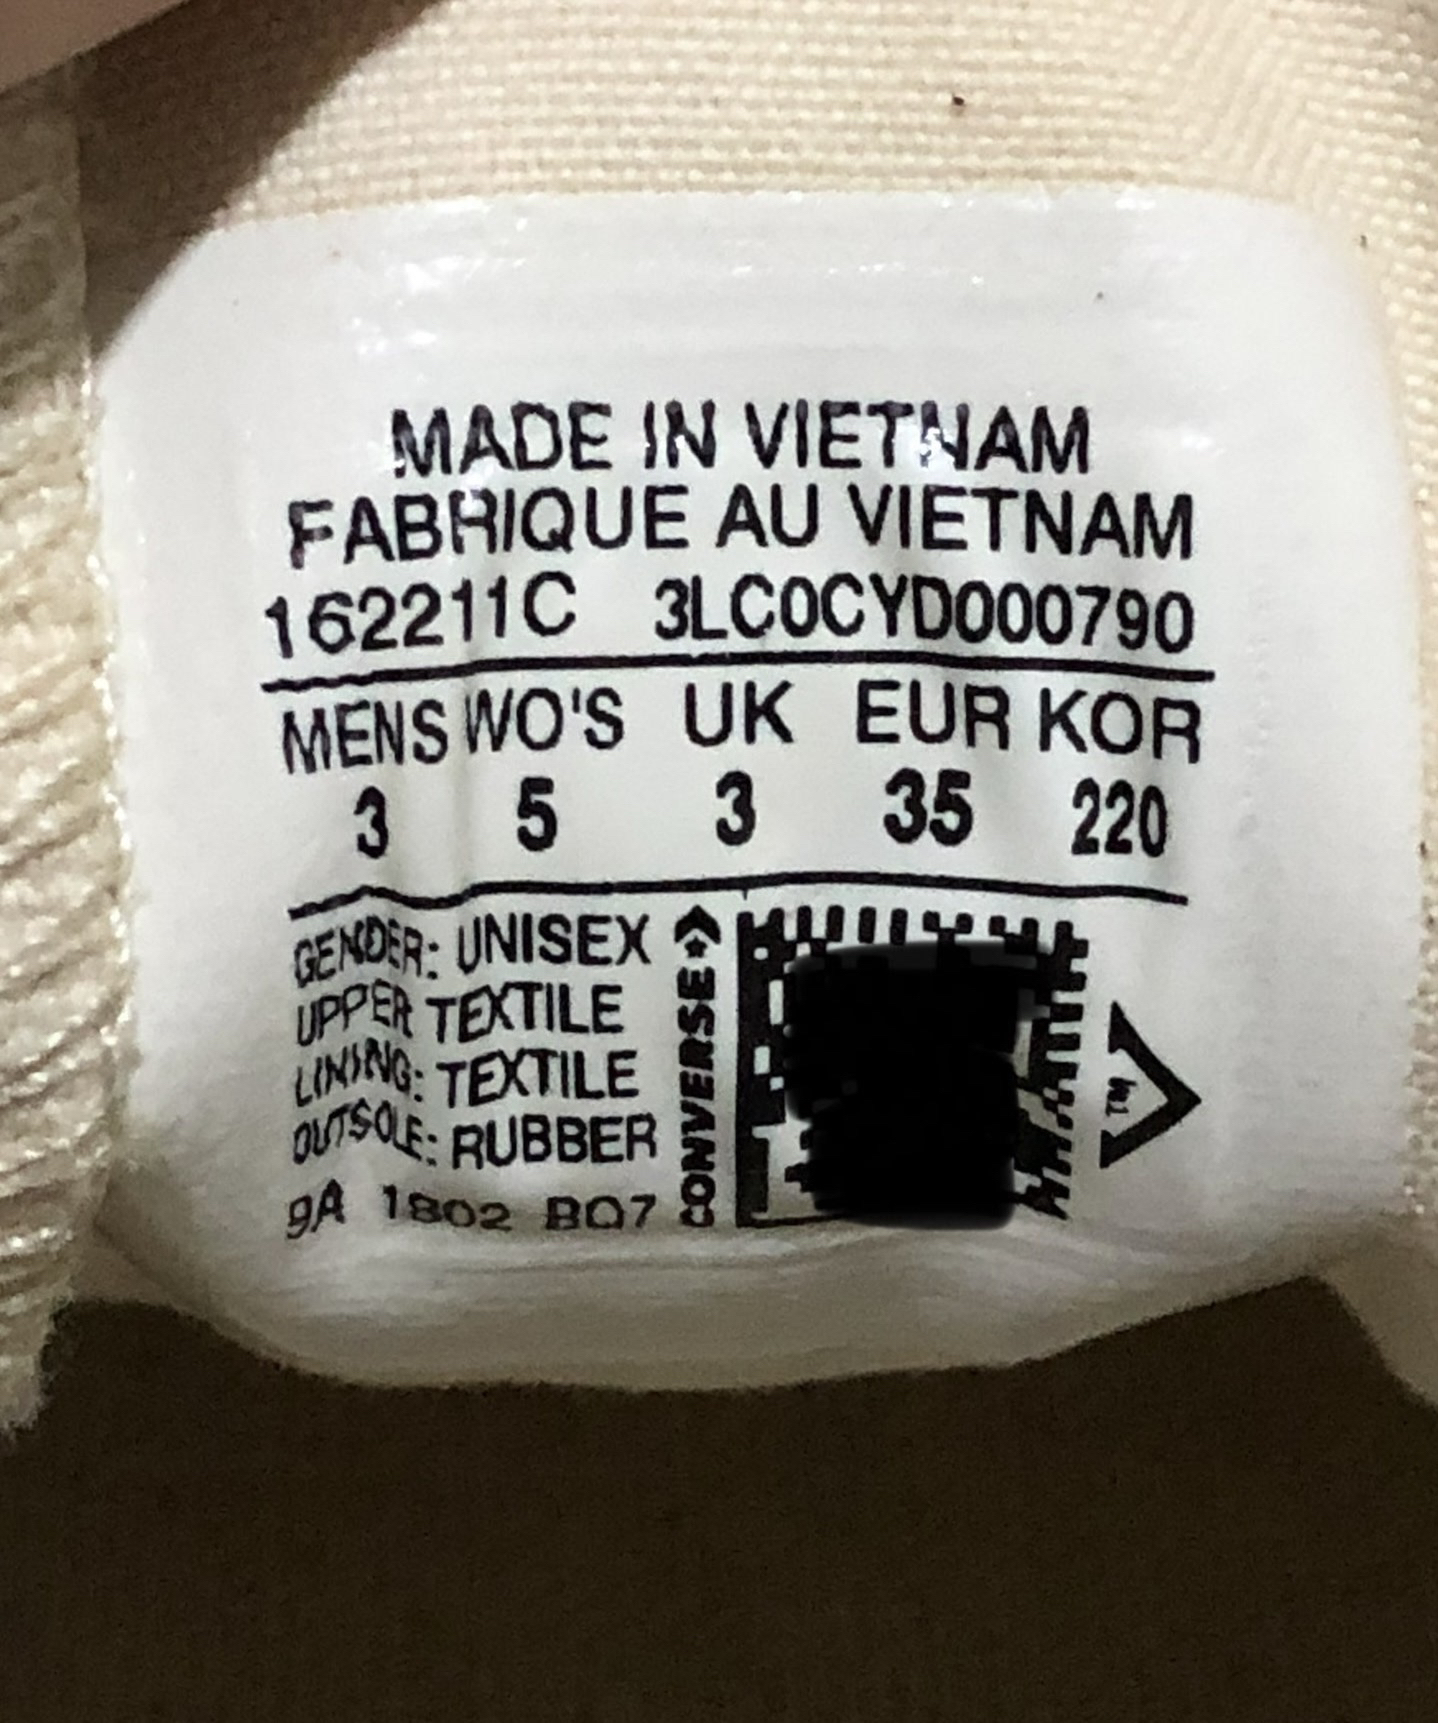 MADE IN VIETNAM
FABRIQUE AU VIETNAM
162211C 3LC0CYD000790
MENS WO'S UK EUR KOR
3 5 3 35 220
GENDER: UNISEX
UPPER TEXTILE
LINING: TEXTILE
OUTSOLE: RUBBER
9A 1802 BQ7
CONVERSE
TM